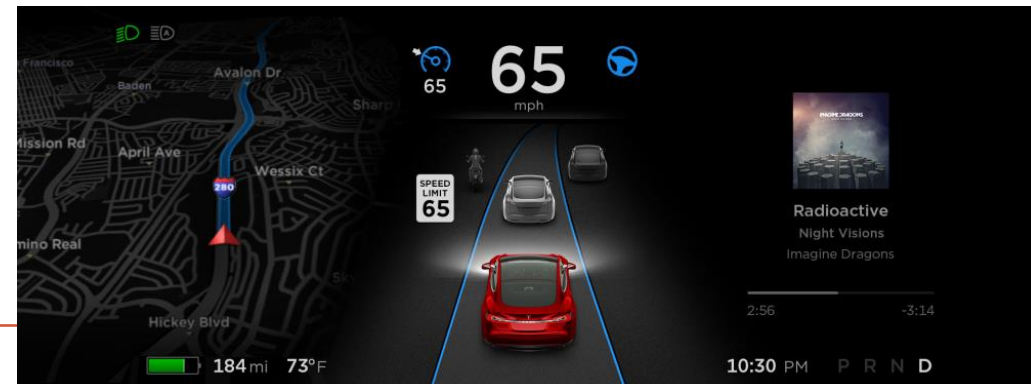 San Francisco
Baden
Avalon Dr
Sharp
Mission Rd
April Ave
Wessix Ct
280
mino Real
Hickey Blvd
184 mi 73°F
65
65
mph
SPEED
LIMIT
65
IMAGINE DRAGONS
Radioactive
Night Visions
Imagine Dragons
2:56 -3:14
10:30 PM P R N D